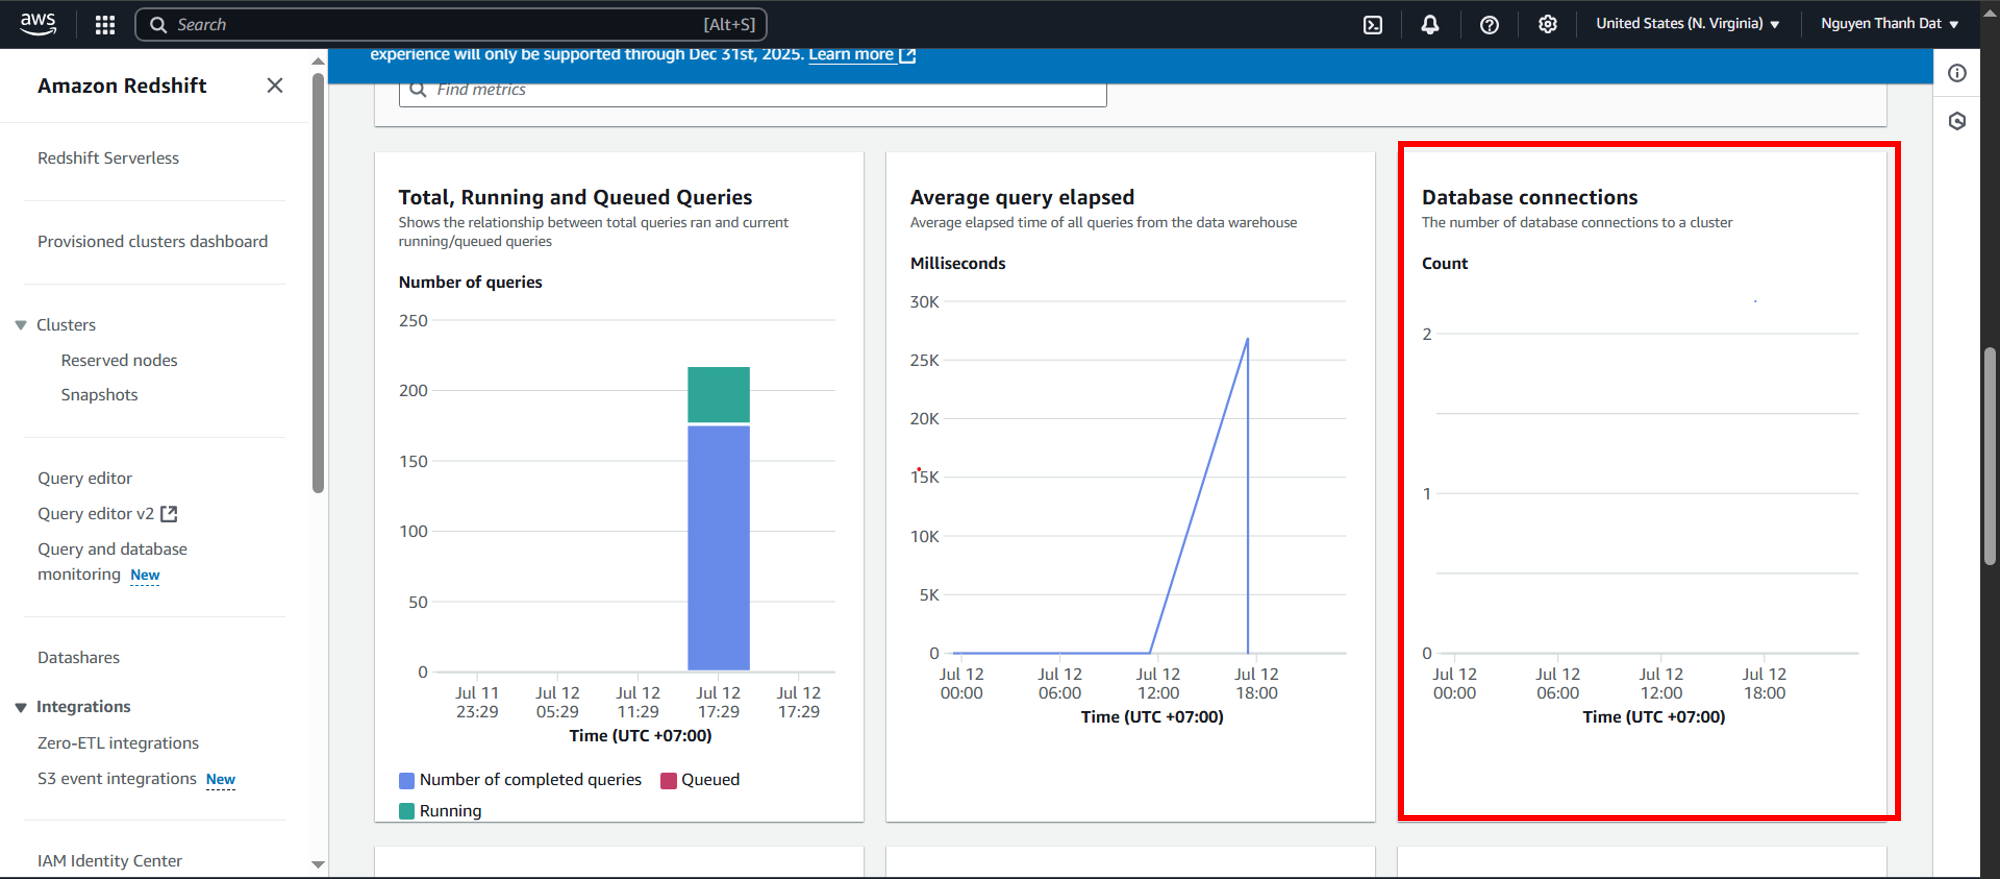 aws
Search
[Alt+S]
United States (N. Virginia)
Nguyen Thanh Dat
Amazon Redshift
Redshift Serverless
Provisioned clusters dashboard
Clusters
Reserved nodes
Snapshots
Query editor
Query editor v2
Query and database
monitoring New
Datashares
Integrations
Zero-ETL integrations
S3 event integrations New
IAM Identity Center
experience will only be supported through Dec 31st, 2025. Learn more
Find metrics
Total, Running and Queued Queries
Shows the relationship between total queries ran and current
running/queued queries
Number of queries
250
200
150
100
50
0
Jul 11 Jul 12 Jul 12 Jul 12 Jul 12
23:29 05:29 11:29 17:29 17:29
Time (UTC +07:00)
Number of completed queries Queued
Running
Average query elapsed
Average elapsed time of all queries from the data warehouse
Milliseconds
30K
25K
20K
15K
10K
5K
0
Jul 12 Jul 12 Jul 12 Jul 12
00:00 06:00 12:00 18:00
Time (UTC +07:00)
Database connections
The number of database connections to a cluster
Count
2
1
0
Jul 12 Jul 12 Jul 12 Jul 12
00:00 06:00 12:00 18:00
Time (UTC +07:00)